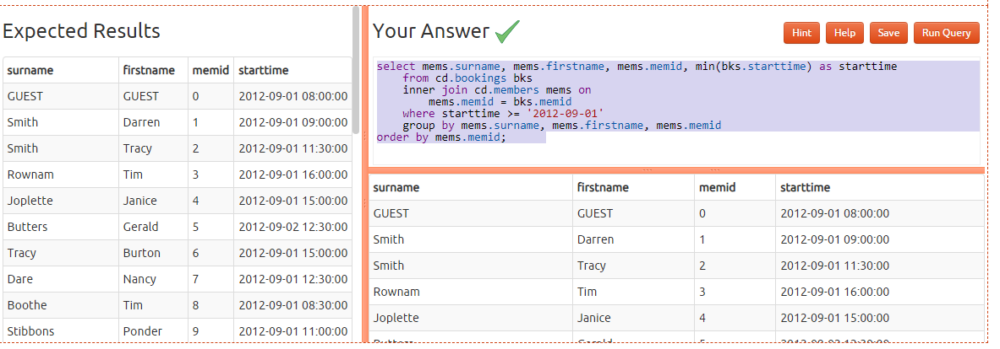 Expected Results
surname firstname memid starttime
GUEST GUEST 0 2012-09-01 08:00:00
Smith Darren 1 2012-09-01 09:00:00
Smith Tracy 2 2012-09-01 11:30:00
Rownam Tim 3 2012-09-01 16:00:00
Joplette Janice 4 2012-09-01 15:00:00
Butters Gerald 5 2012-09-02 12:30:00
Tracy Burton 6 2012-09-01 15:00:00
Dare Nancy 7 2012-09-01 12:30:00
Boothe Tim 8 2012-09-01 08:30:00
Stibbons Ponder 9 2012-09-01 11:00:00
Your Answer
Hint Help Save Run Query
select mems.surname, mems.firstname, mems.memid, min(bks.starttime) as starttime
from cd.bookings bks
inner join cd.members mems on
mems.memid = bks.memid
where starttime >= '2012-09-01'
group by mems.surname, mems.firstname, mems.memid
order by mems.memid;
surname firstname memid starttime
GUEST GUEST 0 2012-09-01 08:00:00
Smith Darren 1 2012-09-01 09:00:00
Smith Tracy 2 2012-09-01 11:30:00
Rownam Tim 3 2012-09-01 16:00:00
Joplette Janice 4 2012-09-01 15:00:00